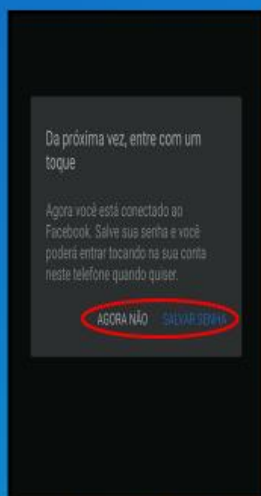 Da próxima vez, entre com um
toque
Agora você está conectado ao
Facebook. Salve sua senha e você
poderá entrar tocando na sua conta
neste telefone quando quiser.
AGORA NÃO SALVAR SENHA